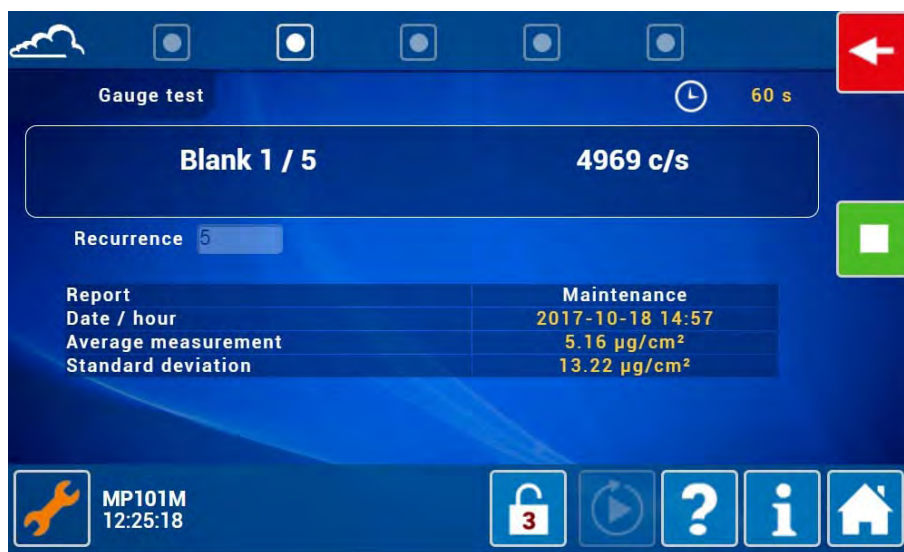 Gauge test 60 s
Blank 1 / 5 4969 c/s
Recurrence 5
Report Maintenance
Date / hour 2017-10-18 14:57
Average measurement 5.16 µg/cm²
Standard deviation 13.22 µg/cm²
MP101M
12:25:18
3
?
i